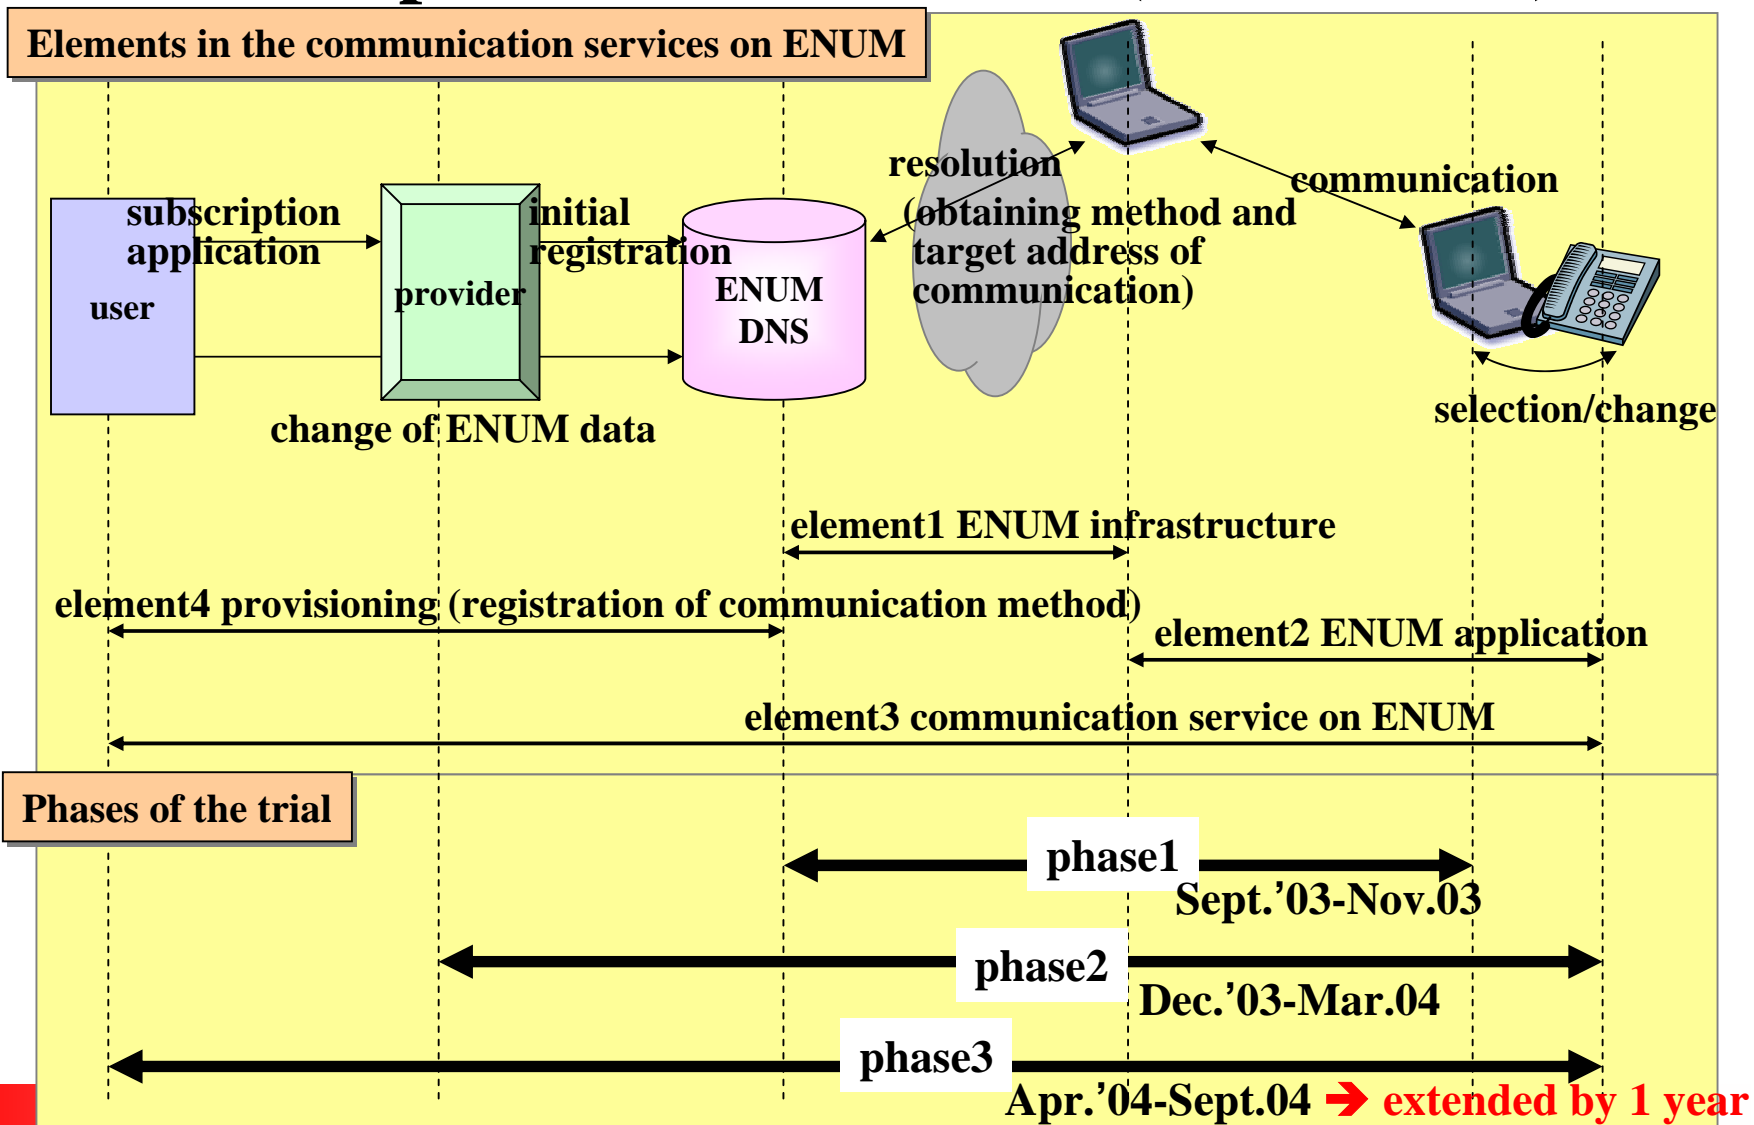 Elements in the communication services on ENUM
resolution
communication
subscription
application
initial
registration
(obtaining method and
target address of
communication)
user
provider
ENUM
DNS
change of ENUM data
selection/change
element1 ENUM infrastructure
element4 provisioning (registration of communication method)
element2 ENUM application
element3 communication service on ENUM
Phases of the trial
phase1
Sept.’03-Nov.03
phase2
Dec.’03-Mar.04
phase3
Apr.’04-Sept.04 ➔ extended by 1 year